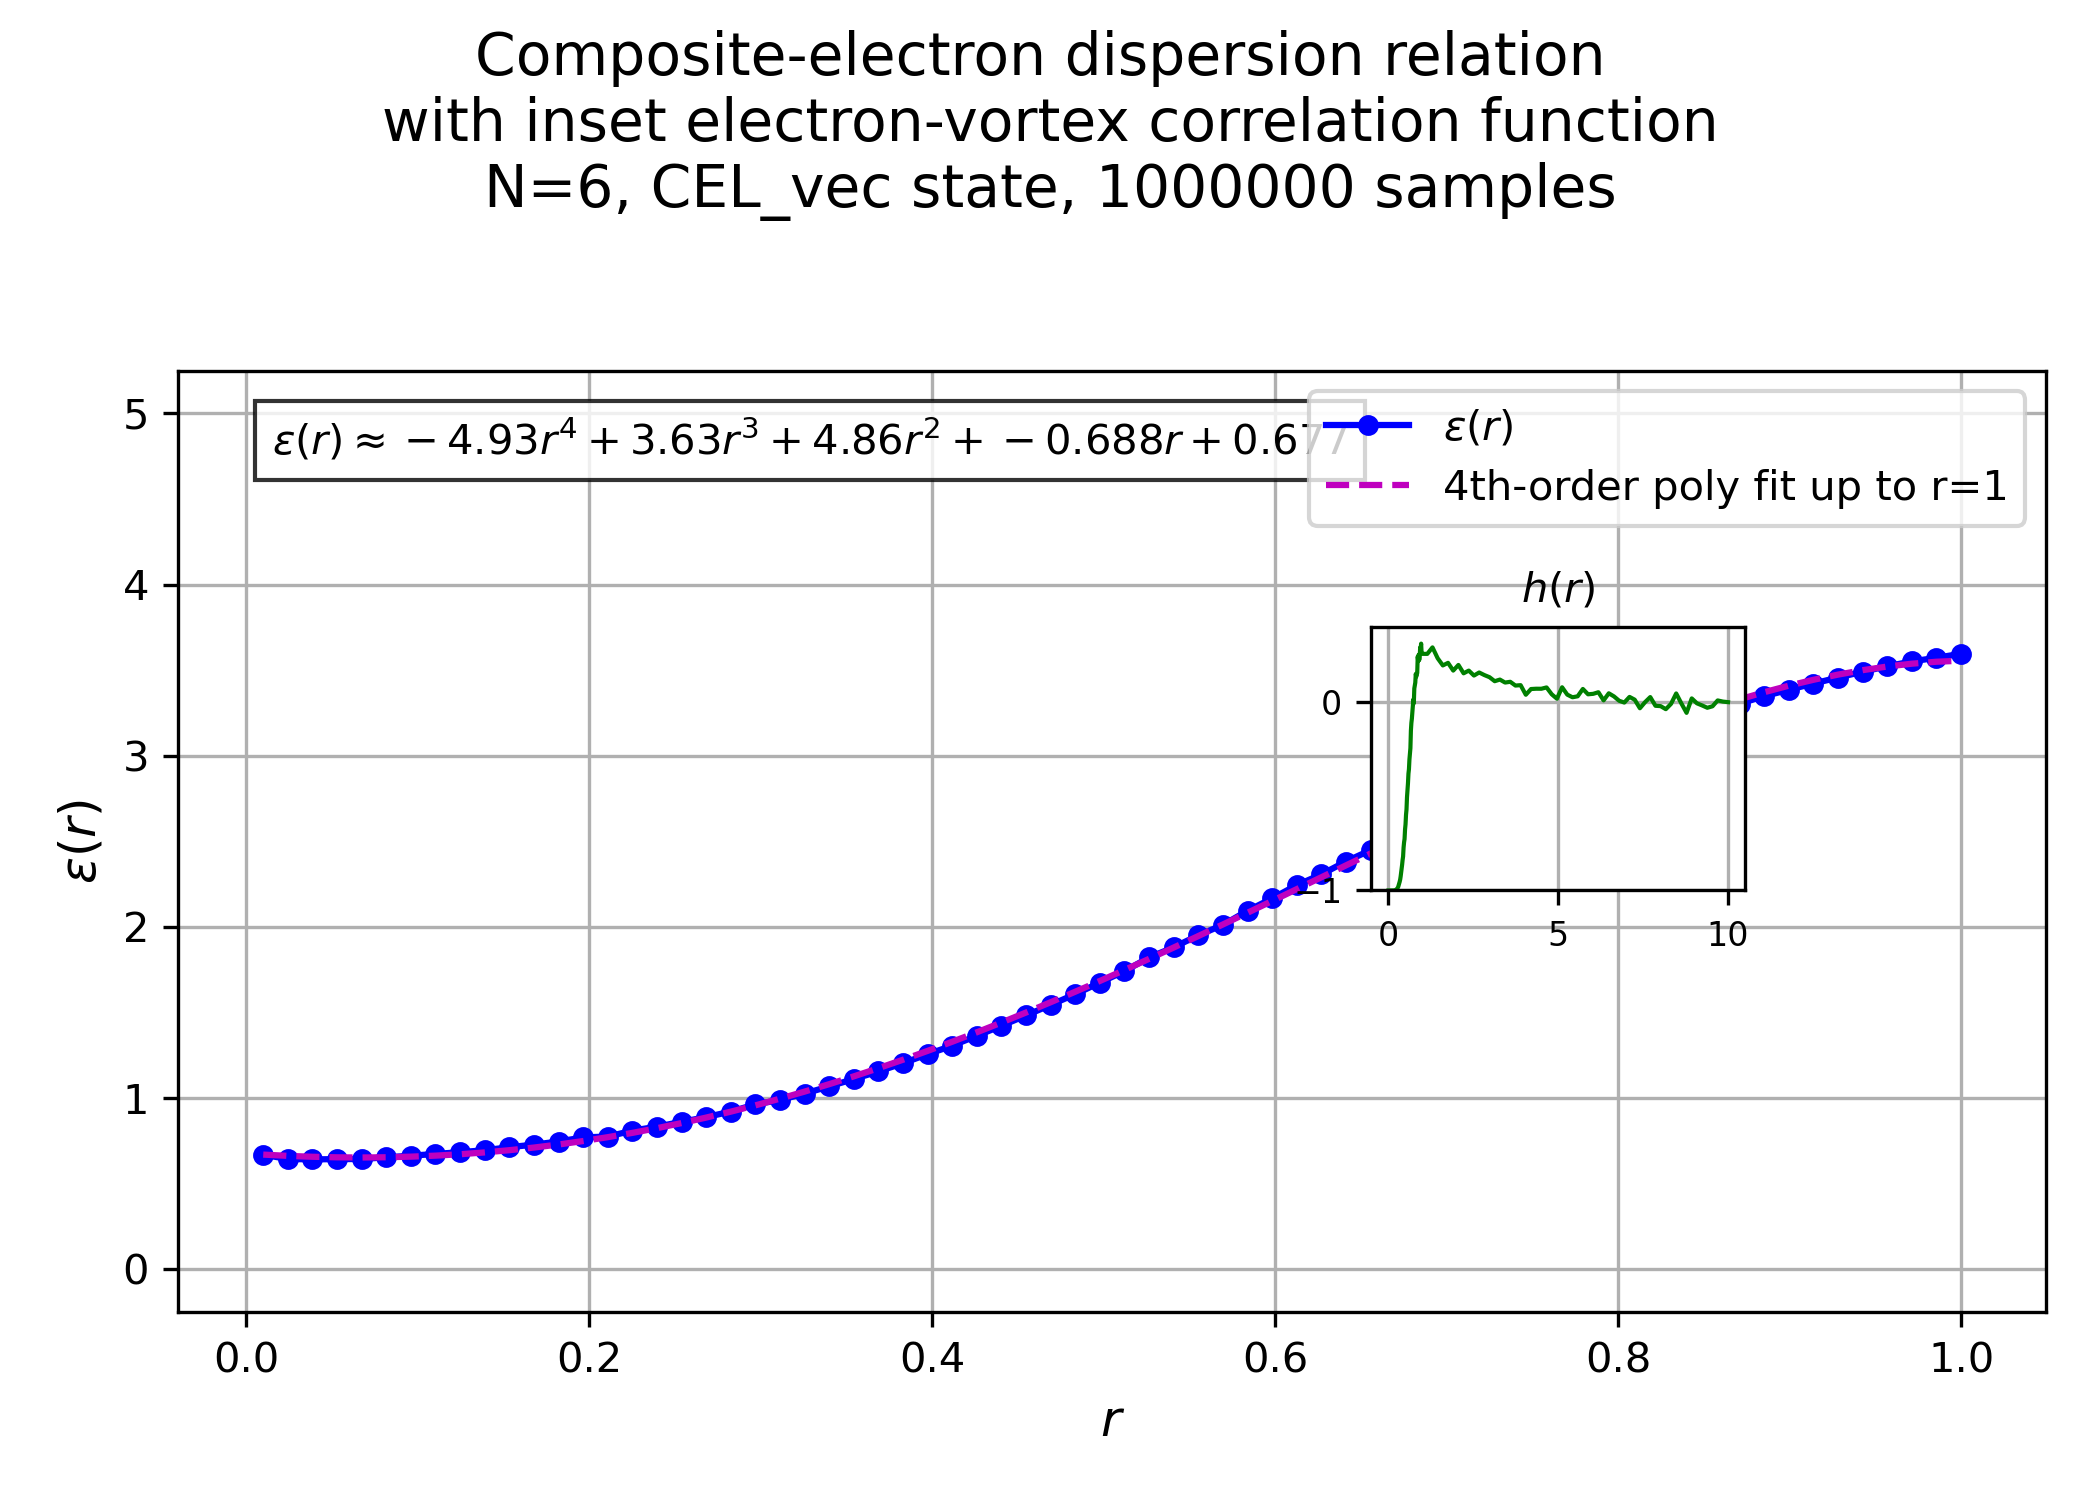 Composite-electron dispersion relation
with inset electron-vortex correlation function
N=6, CEL_vec state, 1000000 samples
ε(r) ≈ −4.93r⁴ + 3.63r³ + 4.86r² + −0.688r + 0.677
ε(r)
4th-order poly fit up to r=1
h(r)
0
−1
0 5 10
5
4
3
2
1
0
ε(r)
0.0 0.2 0.4 0.6 0.8 1.0
r